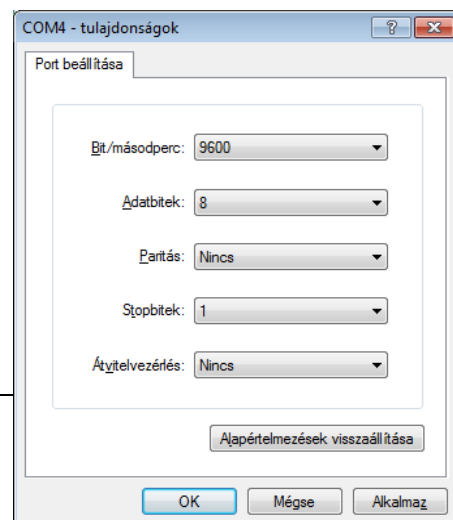 COM4 - tulajdonságok
Port beállítása
Bit/másodperc: 9600
Adatbitek: 8
Paritás: Nincs
Stopbitek: 1
Átvitelvezérlés: Nincs
Alapértelmezések visszaállítása
OK Mégse Alkalmaz